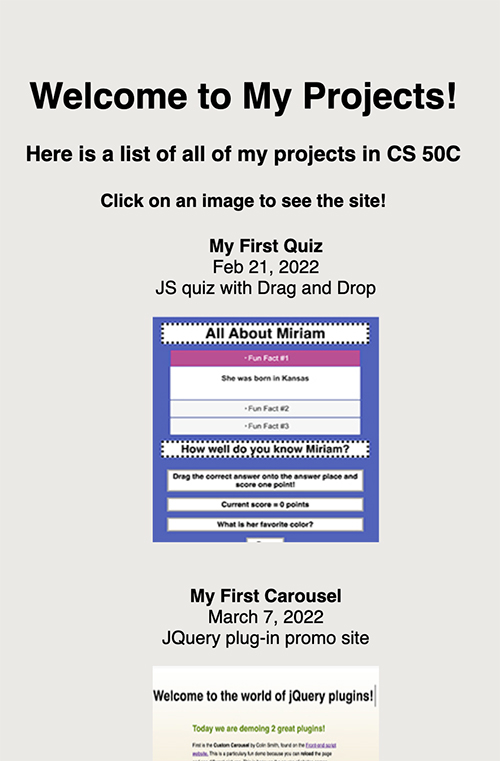 Welcome to My Projects!
Here is a list of all of my projects in CS 50C
Click on an image to see the site!
My First Quiz
Feb 21, 2022
JS quiz with Drag and Drop
All About Miriam
• Fun Fact #1
She was born in Kansas
• Fun Fact #2
• Fun Fact #3
How well do you know Miriam?
Drag the correct answer onto the answer place and
score one point!
Current score = 0 points
What is her favorite color?
My First Carousel
March 7, 2022
JQuery plug-in promo site
Welcome to the world of jQuery plugins!
Today we are demoing 2 great plugins!
First is the Custom Carousel by Colin Smith, found on the Front-end script
website. This is a particulary fun demo because you can reload the page